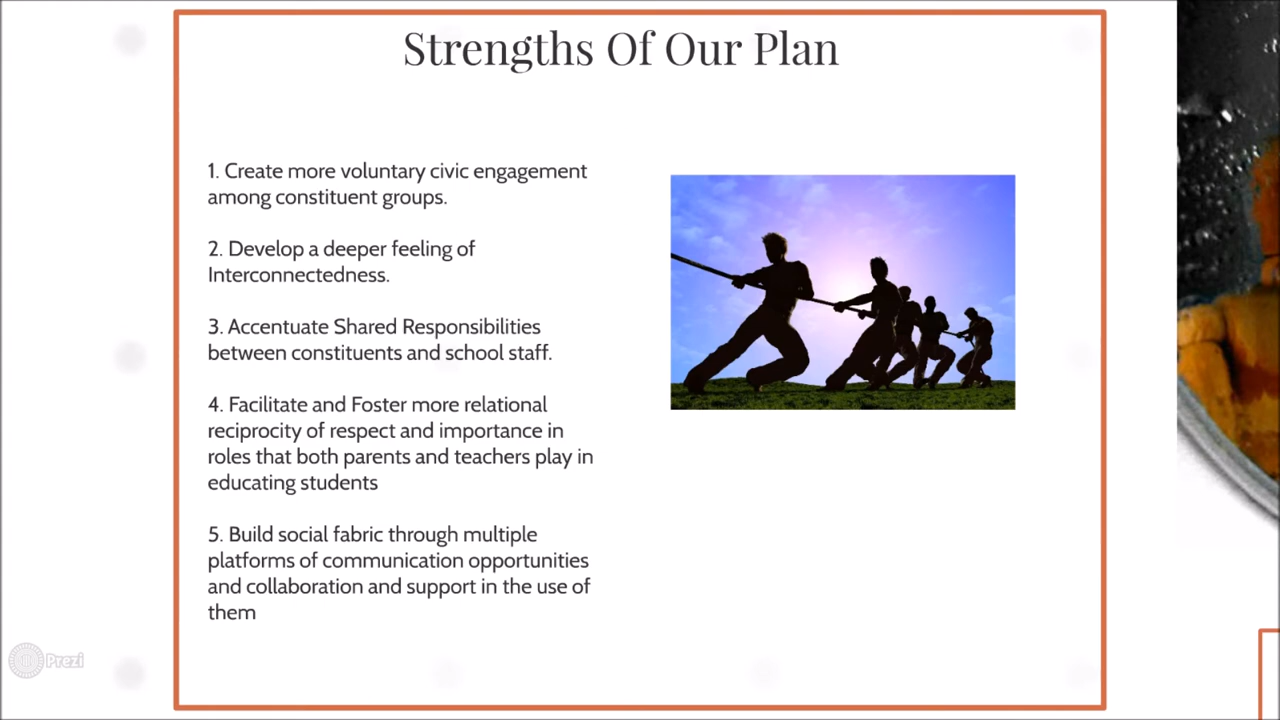 Strengths Of Our Plan
1. Create more voluntary civic engagement
among constituent groups.
2. Develop a deeper feeling of
Interconnectedness.
3. Accentuate Shared Responsibilities
between constituents and school staff.
4. Facilitate and Foster more relational
reciprocity of respect and importance in
roles that both parents and teachers play in
educating students
5. Build social fabric through multiple
platforms of communication opportunities
and collaboration and support in the use of
them
Prezi